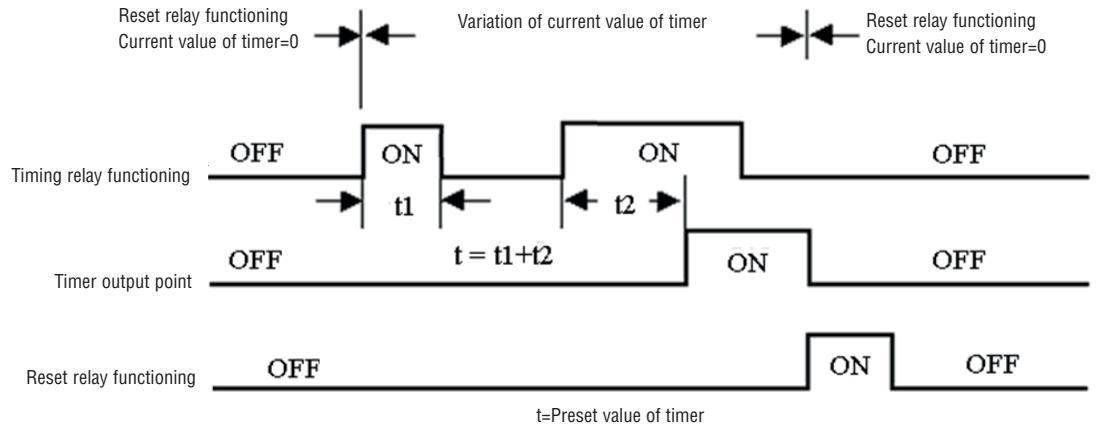 Reset relay functioning
Current value of timer=0
Variation of current value of timer
Reset relay functioning
Current value of timer=0
OFF
ON
ON
OFF
Timing relay functioning
t1
t2
OFF
t = t1+t2
ON
OFF
Timer output point
OFF
ON
OFF
Reset relay functioning
t=Preset value of timer